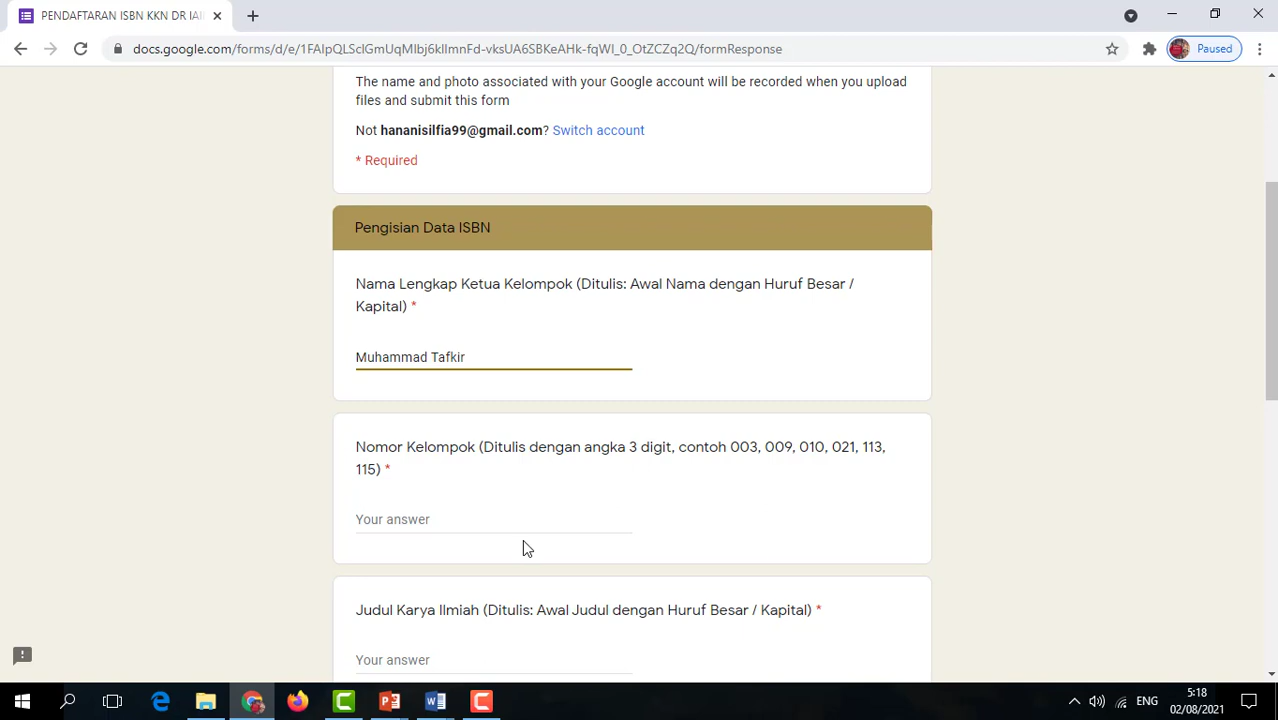 PENDAFTARAN ISBN KKN DR IAI
docs.google.com/forms/d/e/1FAIpQLSclGmUqMlbj6kllmnFd-vksUA6SBKeAHk-fqWl_0_OtZCZq2Q/formResponse
Paused
The name and photo associated with your Google account will be recorded when you upload
files and submit this form
Not hananisilfia99@gmail.com? Switch account
* Required
Pengisian Data ISBN
Nama Lengkap Ketua Kelompok (Ditulis: Awal Nama dengan Huruf Besar /
Kapital) *
Muhammad Tafkir
Nomor Kelompok (Ditulis dengan angka 3 digit, contoh 003, 009, 010, 021, 113,
115) *
Your answer
Judul Karya Ilmiah (Ditulis: Awal Judul dengan Huruf Besar / Kapital) *
Your answer
ENG
5:18
02/08/2021